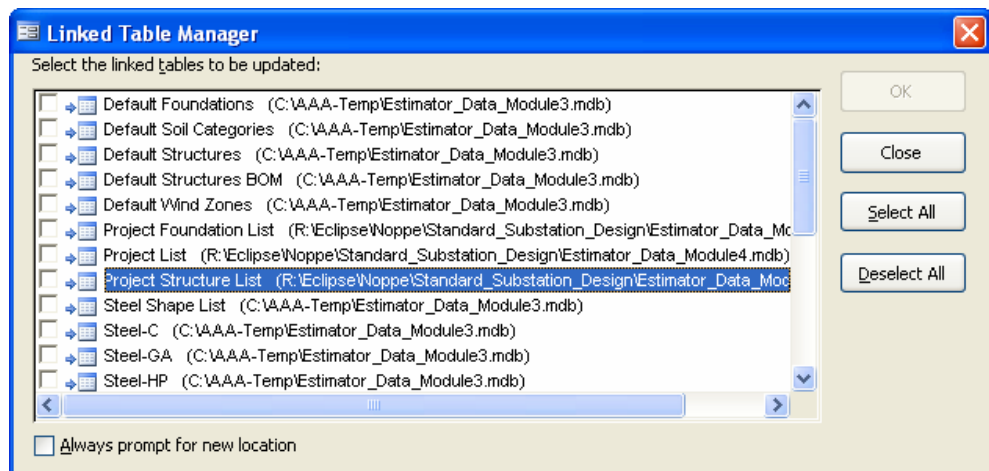 Linked Table Manager
Select the linked tables to be updated:
Default Foundations (C:\AAA-Temp\Estimator_Data_Module3.mdb)
Default Soil Categories (C:\AAA-Temp\Estimator_Data_Module3.mdb)
Default Structures (C:\AAA-Temp\Estimator_Data_Module3.mdb)
Default Structures BOM (C:\AAA-Temp\Estimator_Data_Module3.mdb)
Default Wind Zones (C:\AAA-Temp\Estimator_Data_Module3.mdb)
Project Foundation List (R:\Eclipse\Noppe\Standard_Substation_Design\Estimator_Data_Mo
Project List (R:\Eclipse\Noppe\Standard_Substation_Design\Estimator_Data_Module4.mdb)
Project Structure List (R:\Eclipse\Noppe\Standard_Substation_Design\Estimator_Data_Mod
Steel Shape List (C:\AAA-Temp\Estimator_Data_Module3.mdb)
Steel-C (C:\AAA-Temp\Estimator_Data_Module3.mdb)
Steel-GA (C:\AAA-Temp\Estimator_Data_Module3.mdb)
Steel-HP (C:\AAA-Temp\Estimator_Data_Module3.mdb)
Always prompt for new location
OK
Close
Select All
Deselect All